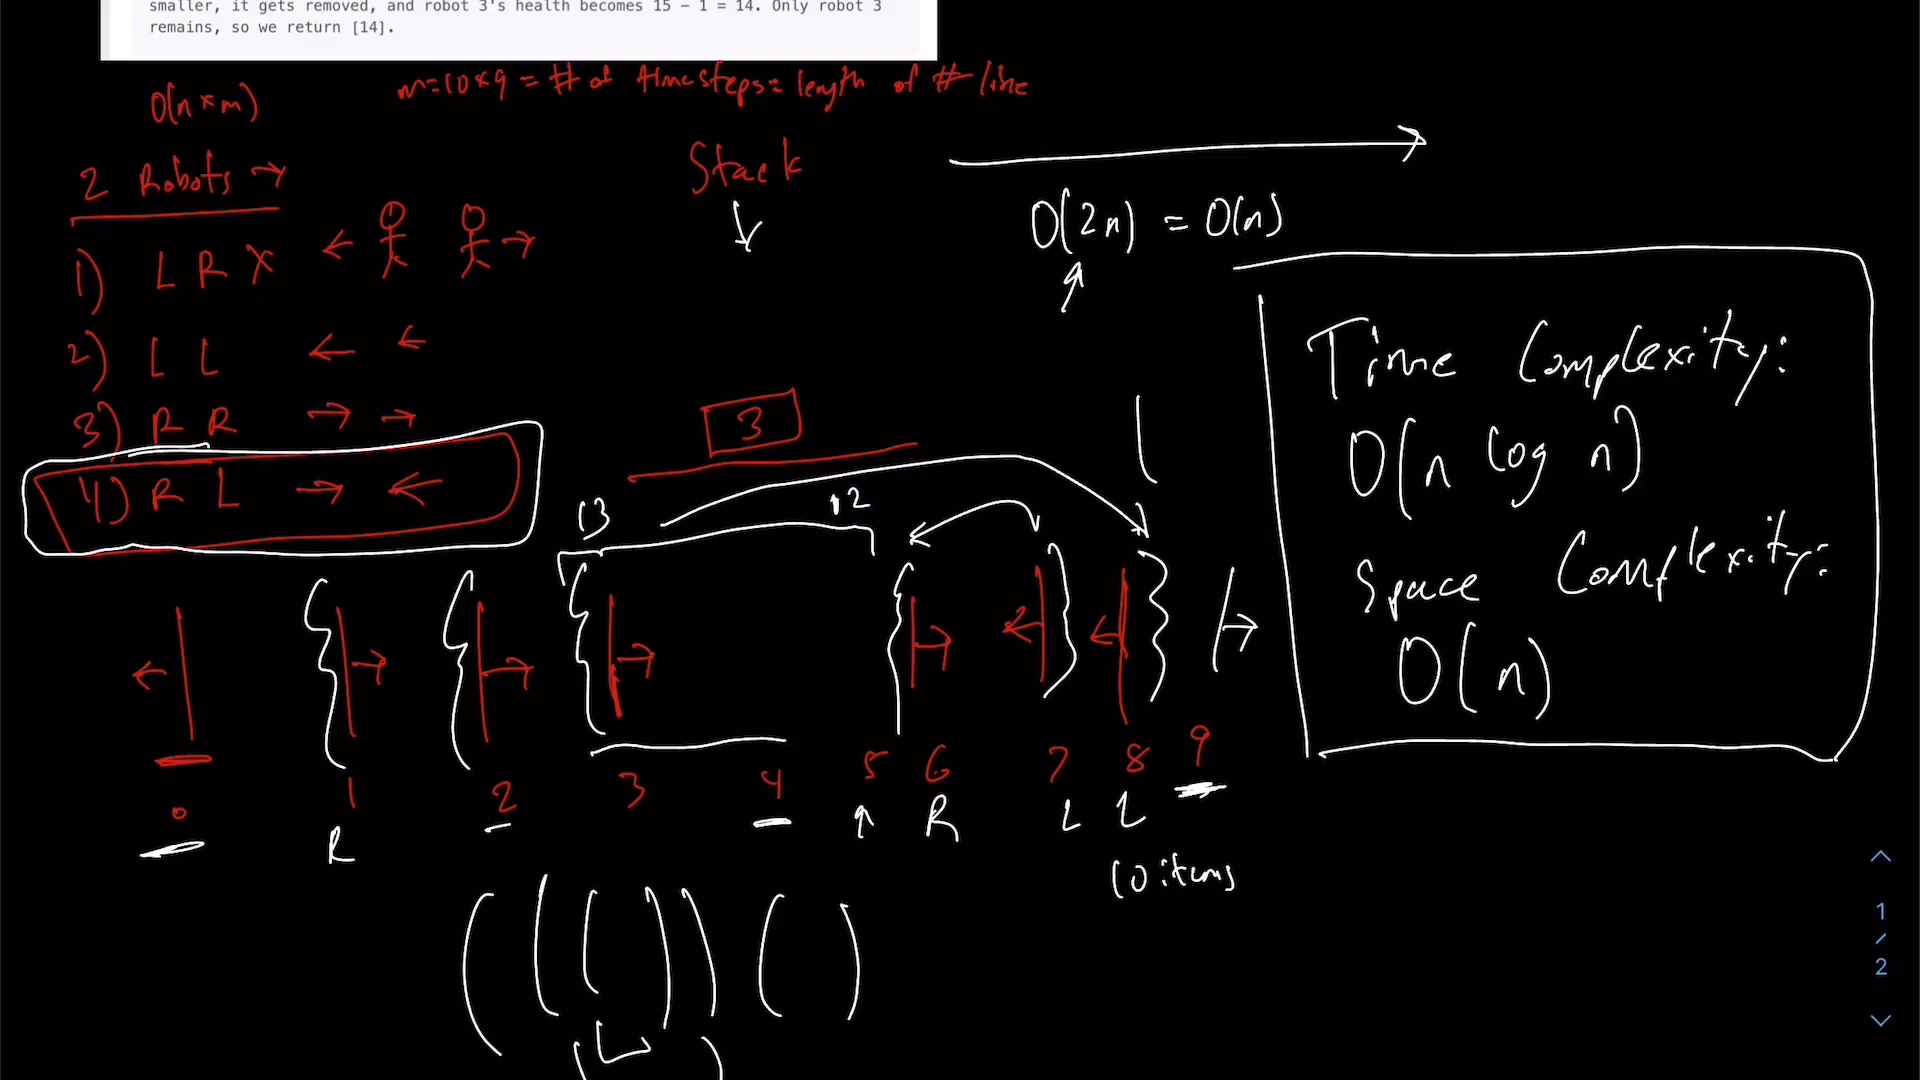 smaller, it gets removed, and robot 3's health becomes 15 − 1 = 14. Only robot 3
remains, so we return [14].
O(n × m)
m=10^9 = # of timesteps = length of # line
2 Robots →
Stack
O(2n) = O(n)
1) L R X
2) L L
3) R R
4) R L
3
13
12
Time Complexity:
O(n log n)
Space Complexity:
O(n)
0 1 2 3 4 5 6 7 8 9
R R L L
10 items
( ( ( ) ) ( )
1
/
2